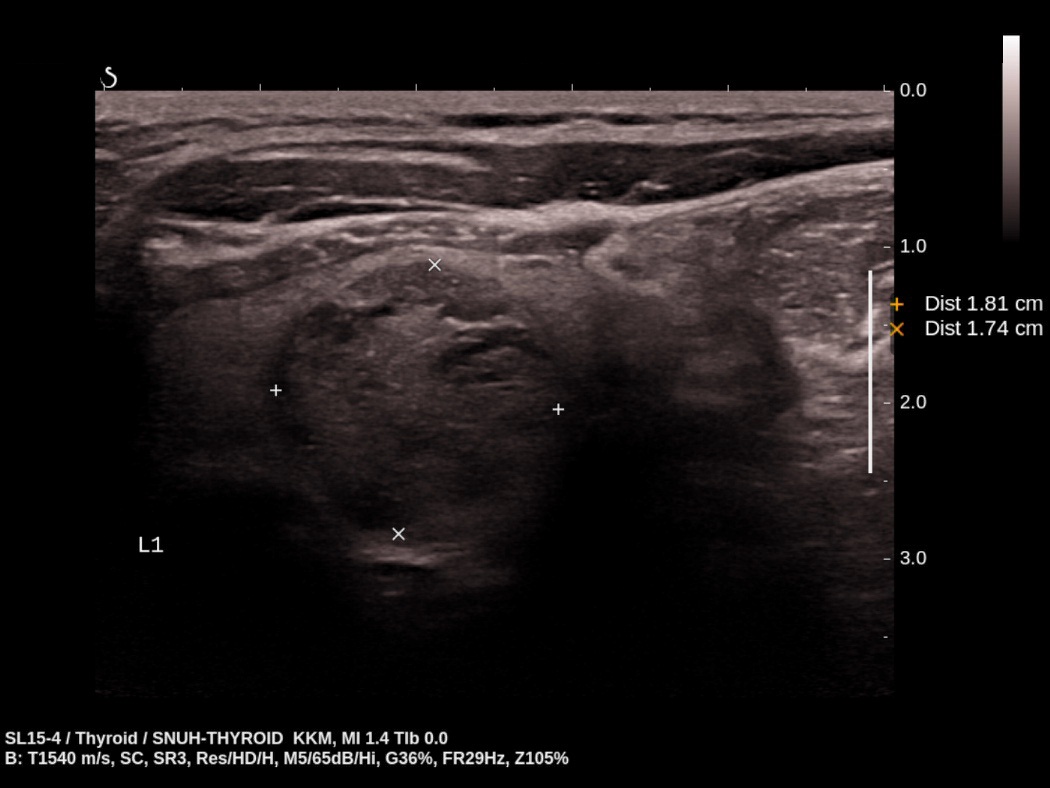 S
0.0
1.0
+ Dist 1.81 cm
× Dist 1.74 cm
2.0
L1
3.0
SL15-4 / Thyroid / SNUH-THYROID KKM, MI 1.4 TIb 0.0
B: T1540 m/s, SC, SR3, Res/HD/H, M5/65dB/Hi, G36%, FR29Hz, Z105%